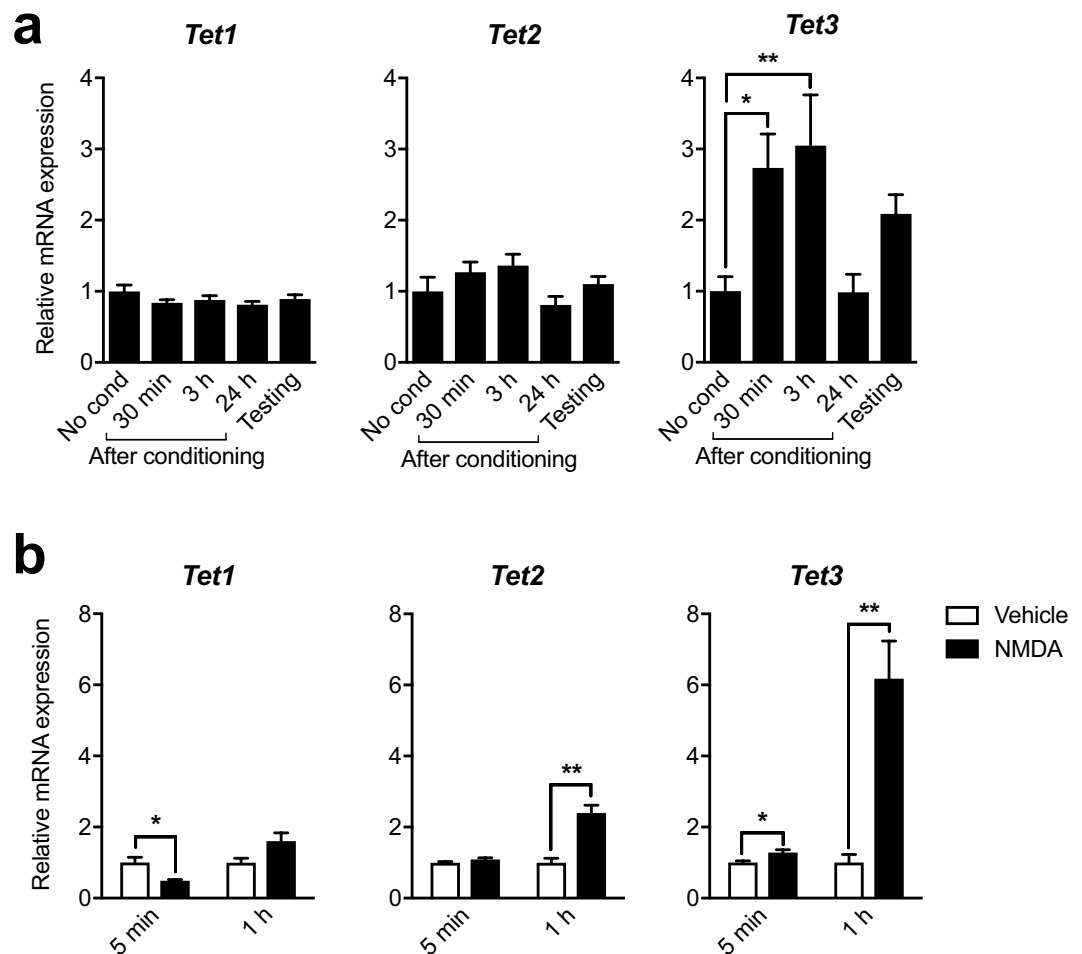 a
Tet1 Tet2 Tet3
Relative mRNA expression
4 3 2 1 0
No cond 30 min 3 h 24 h Testing
After conditioning
4 3 2 1 0
No cond 30 min 3 h 24 h Testing
After conditioning
** *
4 3 2 1 0
No cond 30 min 3 h 24 h Testing
After conditioning
b
Tet1 Tet2 Tet3
Relative mRNA expression
8 6 4 2 0
*
5 min 1 h
8 6 4 2 0
**
5 min 1 h
8 6 4 2 0
* **
5 min 1 h
Vehicle
NMDA